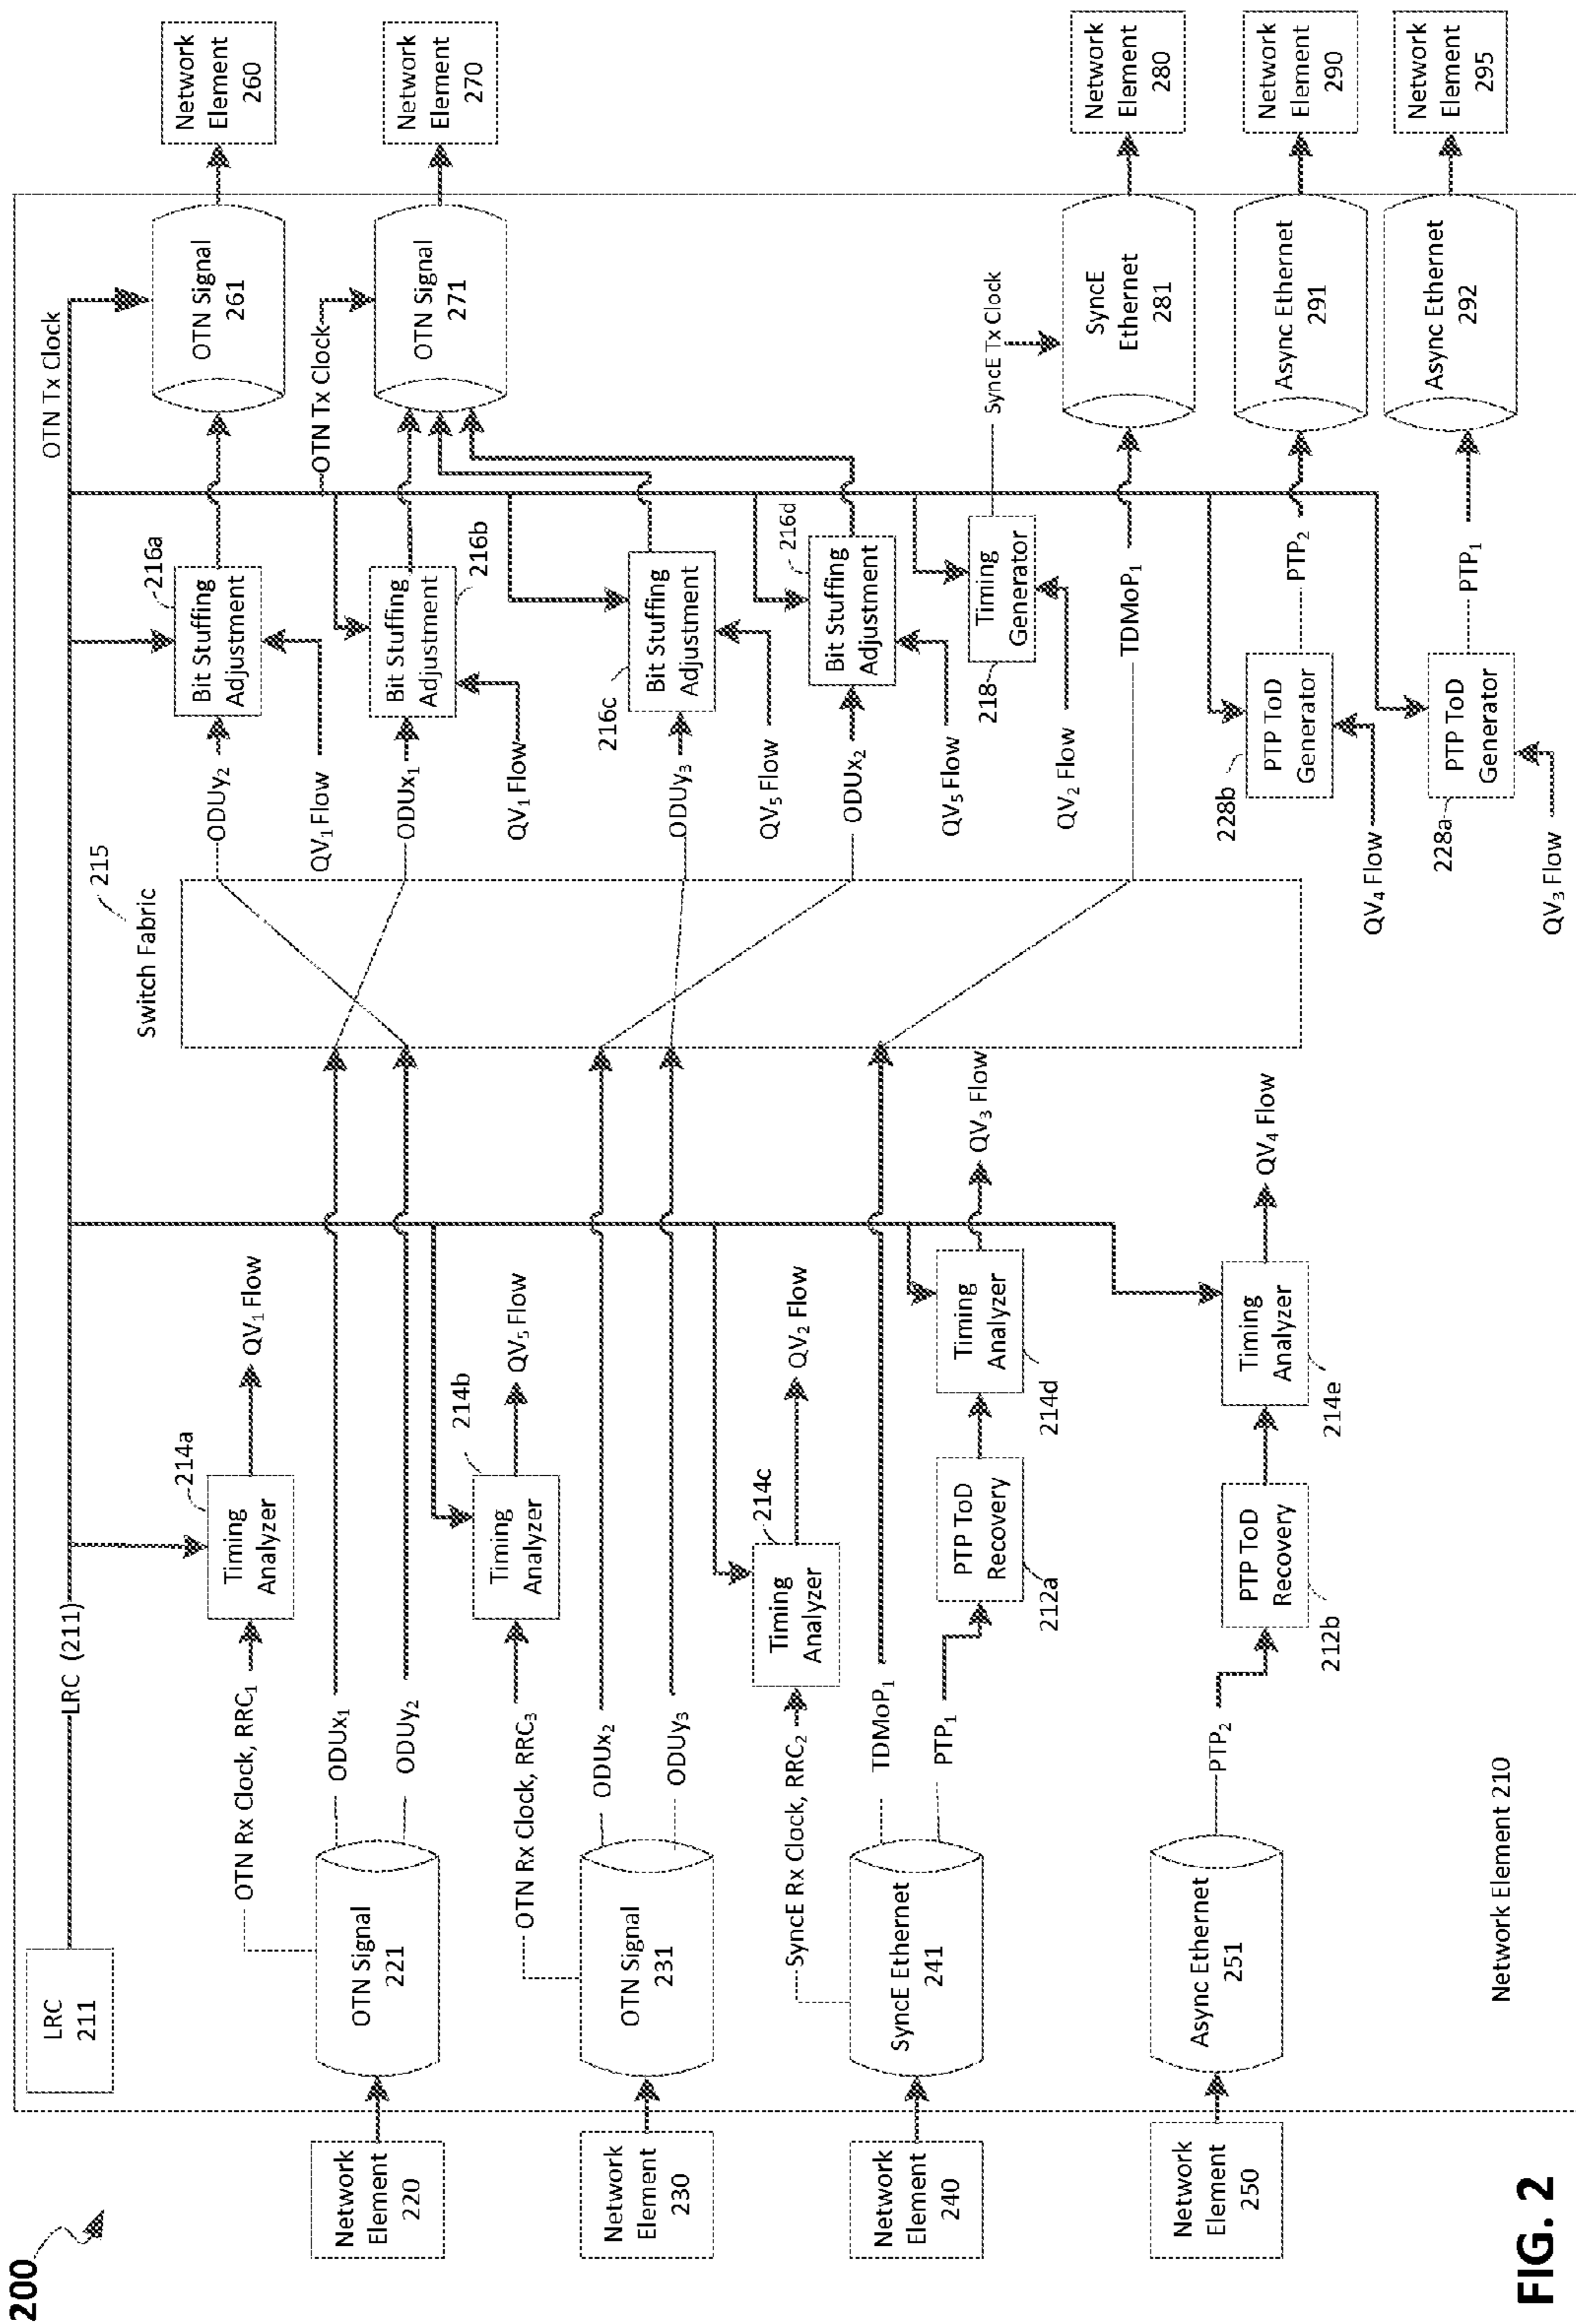 200
Network
Element
220
Network
Element
230
Network
Element
240
Network
Element
250
LRC
211
LRC (211)
OTN Signal
221
OTN Signal
231
SyncE Ethernet
241
Async Ethernet
251
OTN Rx Clock, RRC₁
ODUx₁
ODUy₂
OTN Rx Clock, RRC₃
ODUx₂
ODUy₃
SyncE Rx Clock, RRC₂
TDMoP₁
PTP₁
PTP₂
Timing
Analyzer
214a
Timing
Analyzer
214b
Timing
Analyzer
214c
PTP ToD
Recovery
212a
Timing
Analyzer
214d
PTP ToD
Recovery
212b
Timing
Analyzer
214e
QV₁ Flow
QV₅ Flow
QV₂ Flow
QV₃ Flow
QV₄ Flow
Switch Fabric
215
ODUy₂
QV₁ Flow
ODUx₁
QV₁ Flow
ODUy₃
QV₅ Flow
ODUx₂
QV₅ Flow
QV₂ Flow
TDMoP₁
QV₄ Flow
QV₃ Flow
Bit Stuffing
Adjustment
216a
Bit Stuffing
Adjustment
216b
Bit Stuffing
Adjustment
216c
Bit Stuffing
Adjustment
216d
Timing
Generator
218
PTP ToD
Generator
228b
PTP ToD
Generator
228a
PTP₂
PTP₁
OTN Tx Clock
OTN Tx Clock
SyncE Tx Clock
OTN Signal
261
OTN Signal
271
SyncE
Ethernet
281
Async Ethernet
291
Async Ethernet
292
Network
Element
260
Network
Element
270
Network
Element
280
Network
Element
290
Network
Element
295
Network Element 210
FIG. 2